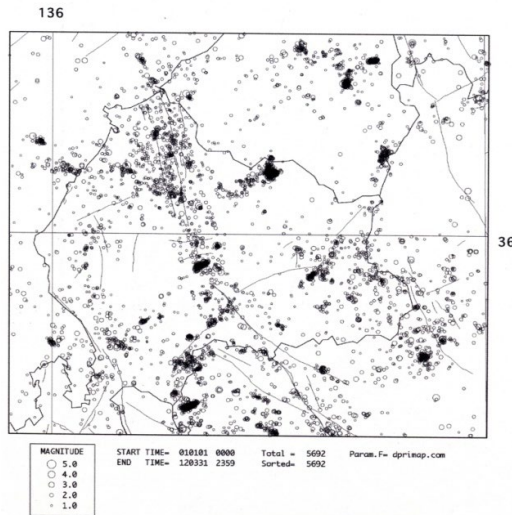 136
36
MAGNITUDE
5.0
4.0
3.0
2.0
1.0
START TIME= 010101 0000 Total = 5692 Param.F= dprimap.com
END TIME= 120331 2359 Sorted= 5692